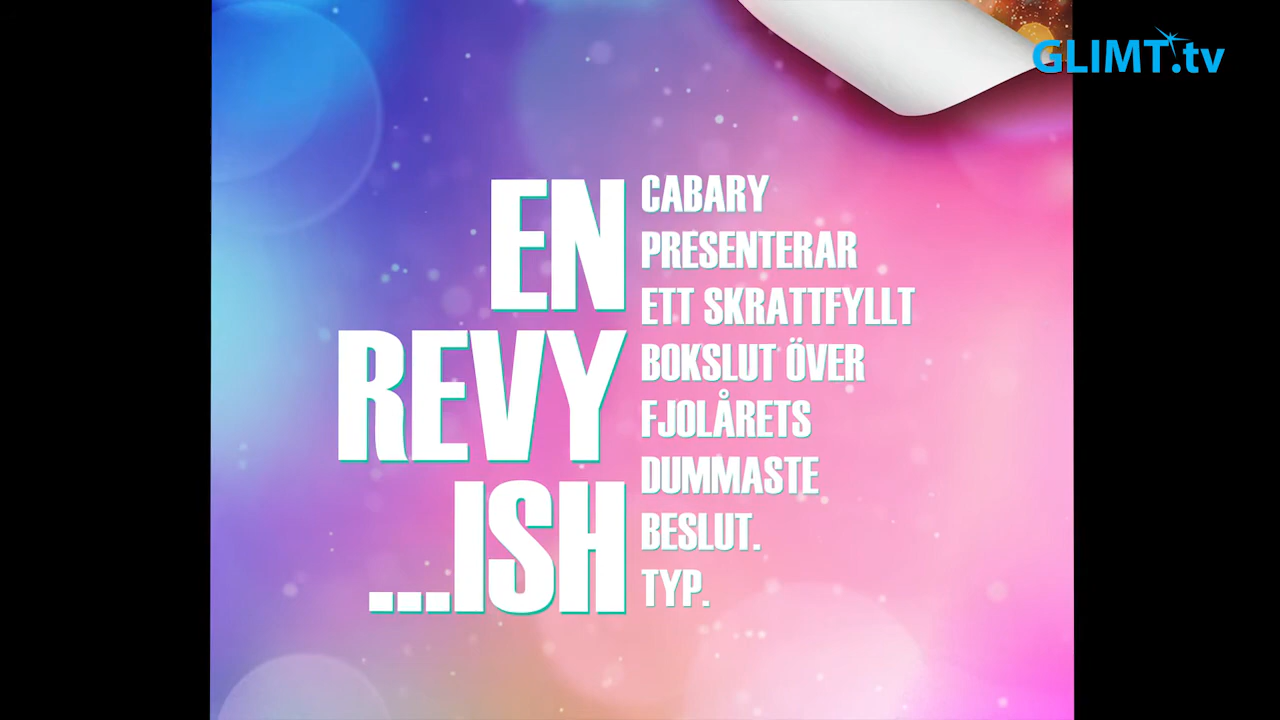 GLIMT.tv
EN
REVY
...ISH
CABARY
PRESENTERAR
ETT SKRATTFYLLT
BOKSLUT ÖVER
FJOLÅRETS
DUMMASTE
BESLUT.
TYP.